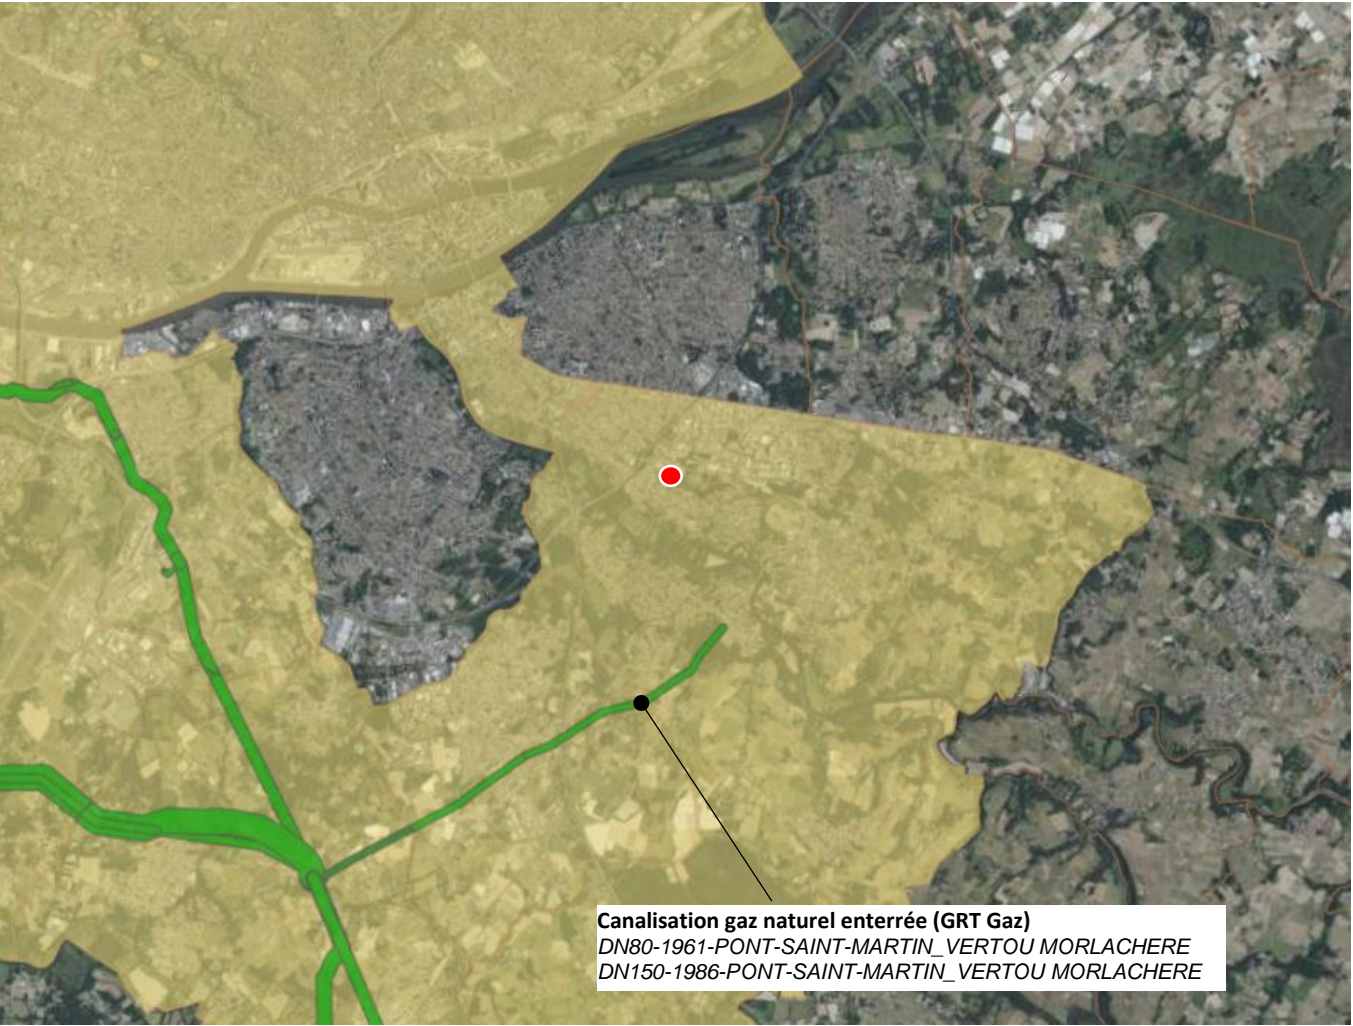 Canalisation gaz naturel enterrée (GRT Gaz)
DN80-1961-PONT-SAINT-MARTIN_VERTOU MORLACHERE
DN150-1986-PONT-SAINT-MARTIN_VERTOU MORLACHERE